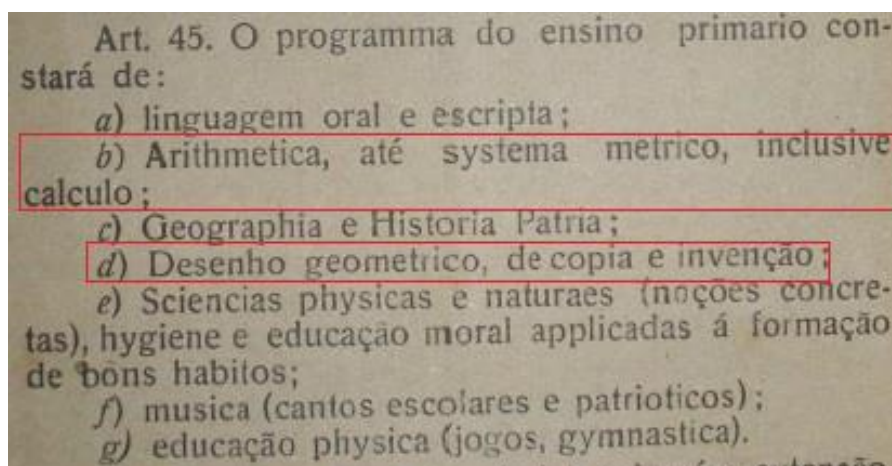 Art. 45. O programma do ensino primario con-
stará de:
a) linguagem oral e escripta;
b) Arithmetica, até systema metrico, inclusive
calculo;
c) Geographia e Historia Patria;
d) Desenho geometrico, de copia e invenção;
e) Sciencias physicas e naturaes (noções concre-
tas), hygiene e educação moral applicadas á formação
de bons habitos;
f) musica (cantos escolares e patrioticos);
g) educação physica (jogos, gymnastica).